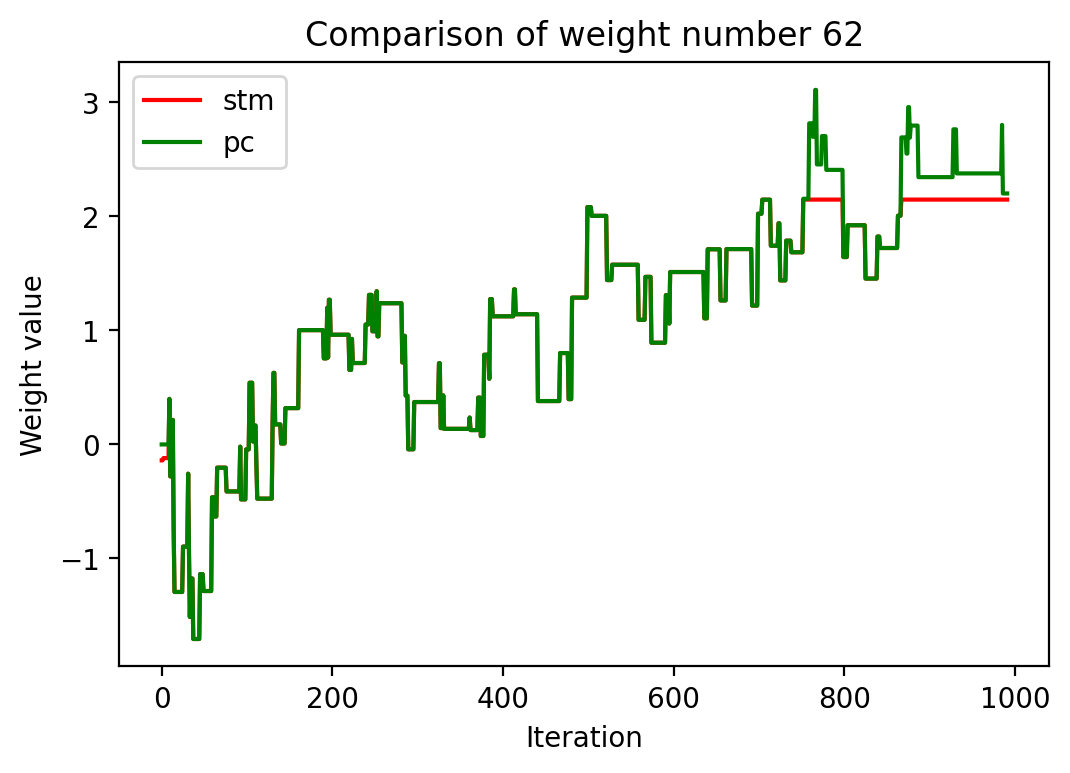 Comparison of weight number 62
stm
pc
3
2
1
0
−1
Weight value
0 200 400 600 800 1000
Iteration